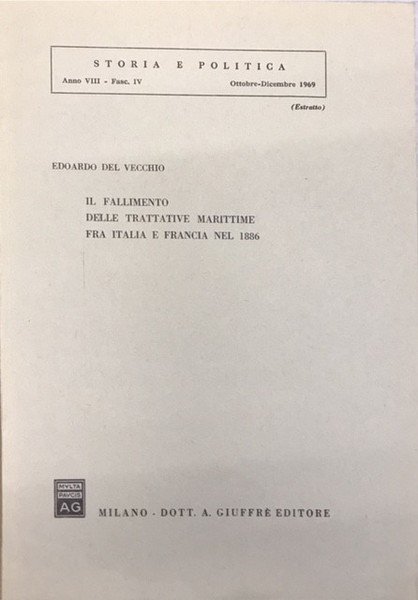 STORIA E POLITICA
Anno VIII - Fasc. IV Ottobre-Dicembre 1969
(Estratto)
EDOARDO DEL VECCHIO
IL FALLIMENTO
DELLE TRATTATIVE MARITTIME
FRA ITALIA E FRANCIA NEL 1886
MVLTA
PAVCIS
AG
MILANO - DOTT. A. GIUFFRÈ EDITORE